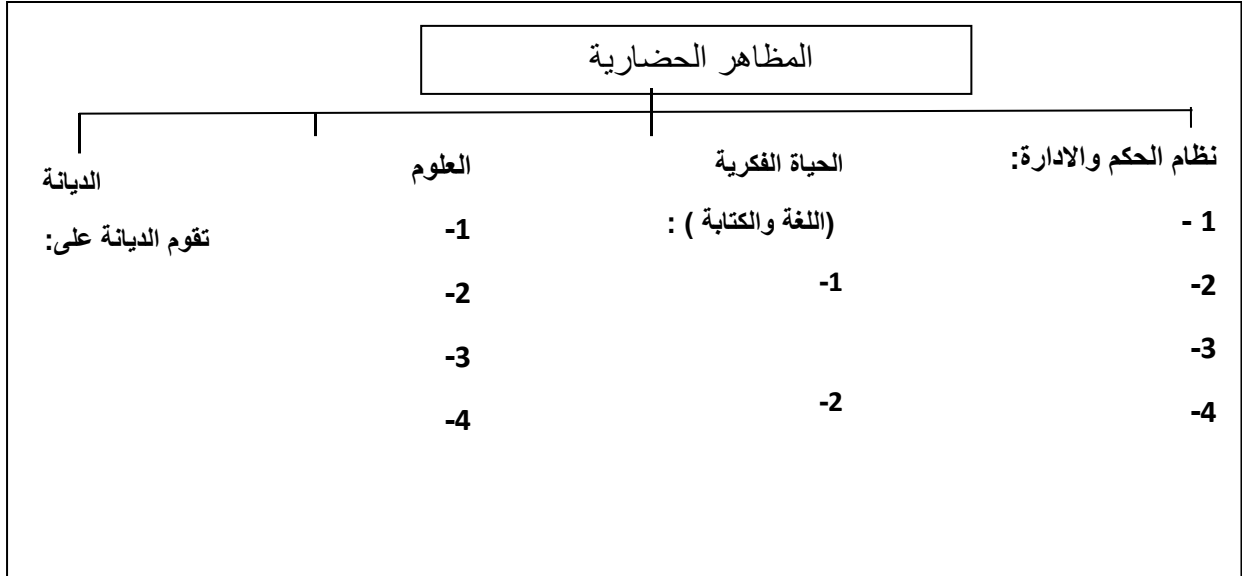 المظاهر الحضارية
نظام الحكم والادارة:
1 -
2-
3-
4-
الحياة الفكرية
(اللغة والكتابة ) :
1-
2-
العلوم
1-
2-
3-
4-
الديانة
تقوم الديانة على: